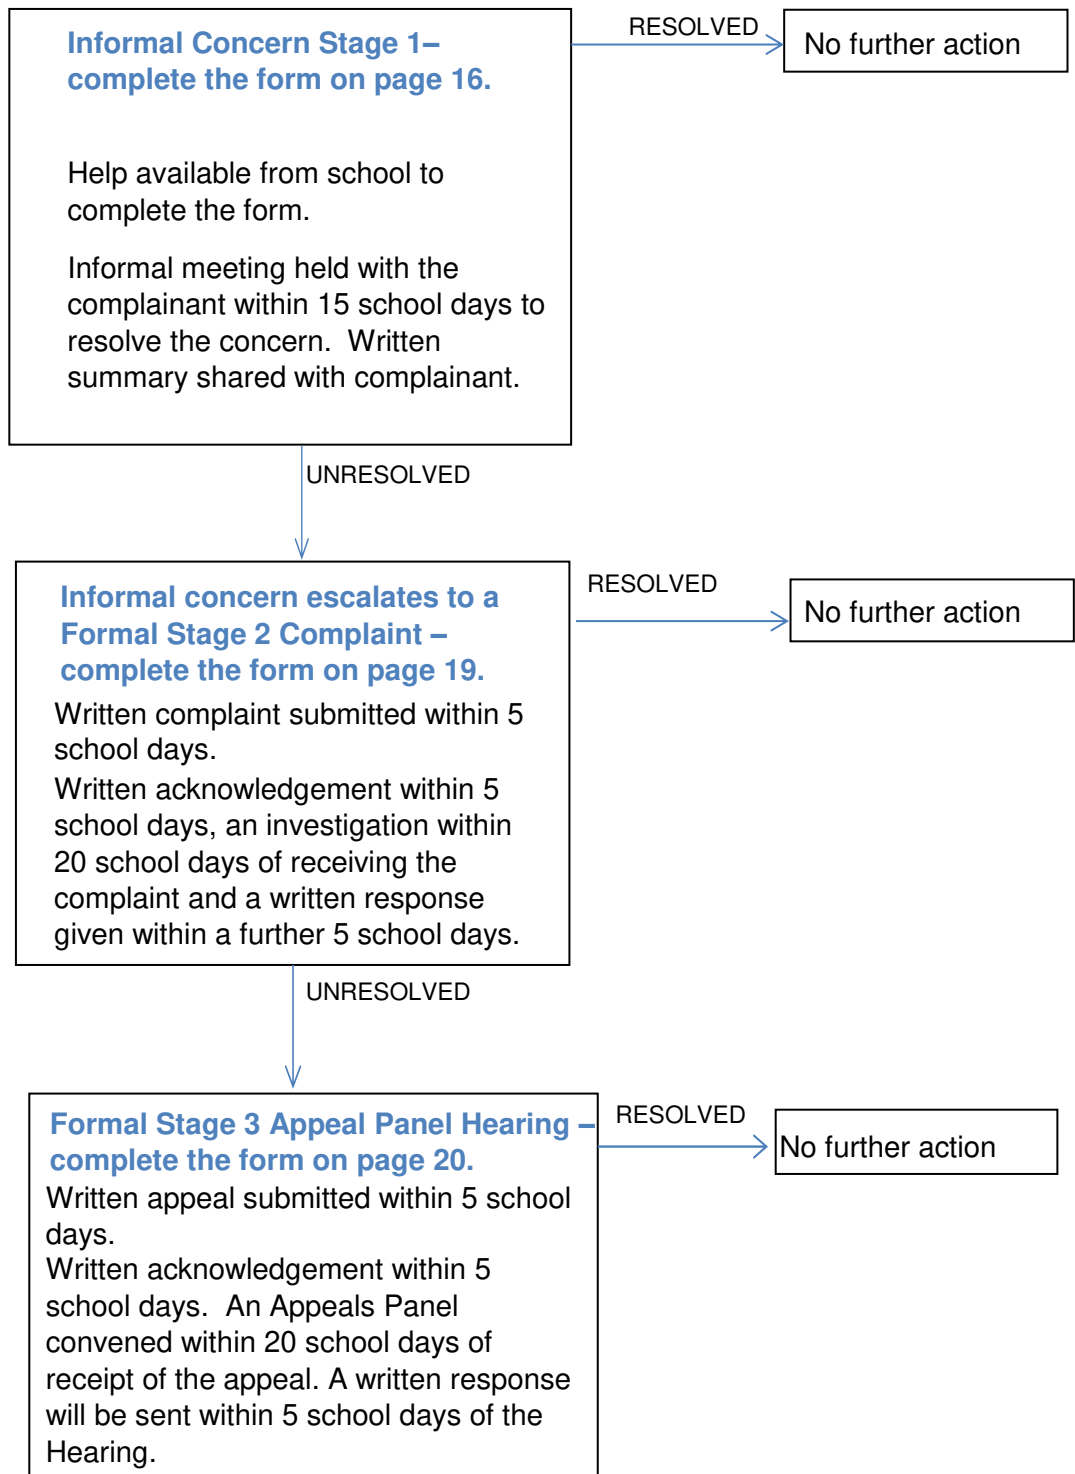 Informal Concern Stage 1–
complete the form on page 16.
Help available from school to
complete the form.
Informal meeting held with the
complainant within 15 school days to
resolve the concern.  Written
summary shared with complainant.
RESOLVED
No further action
UNRESOLVED
Informal concern escalates to a
Formal Stage 2 Complaint –
complete the form on page 19.
Written complaint submitted within 5
school days.
Written acknowledgement within 5
school days, an investigation within
20 school days of receiving the
complaint and a written response
given within a further 5 school days.
RESOLVED
No further action
UNRESOLVED
Formal Stage 3 Appeal Panel Hearing –
complete the form on page 20.
Written appeal submitted within 5 school
days.
Written acknowledgement within 5
school days.  An Appeals Panel
convened within 20 school days of
receipt of the appeal. A written response
will be sent within 5 school days of the
Hearing.
RESOLVED
No further action